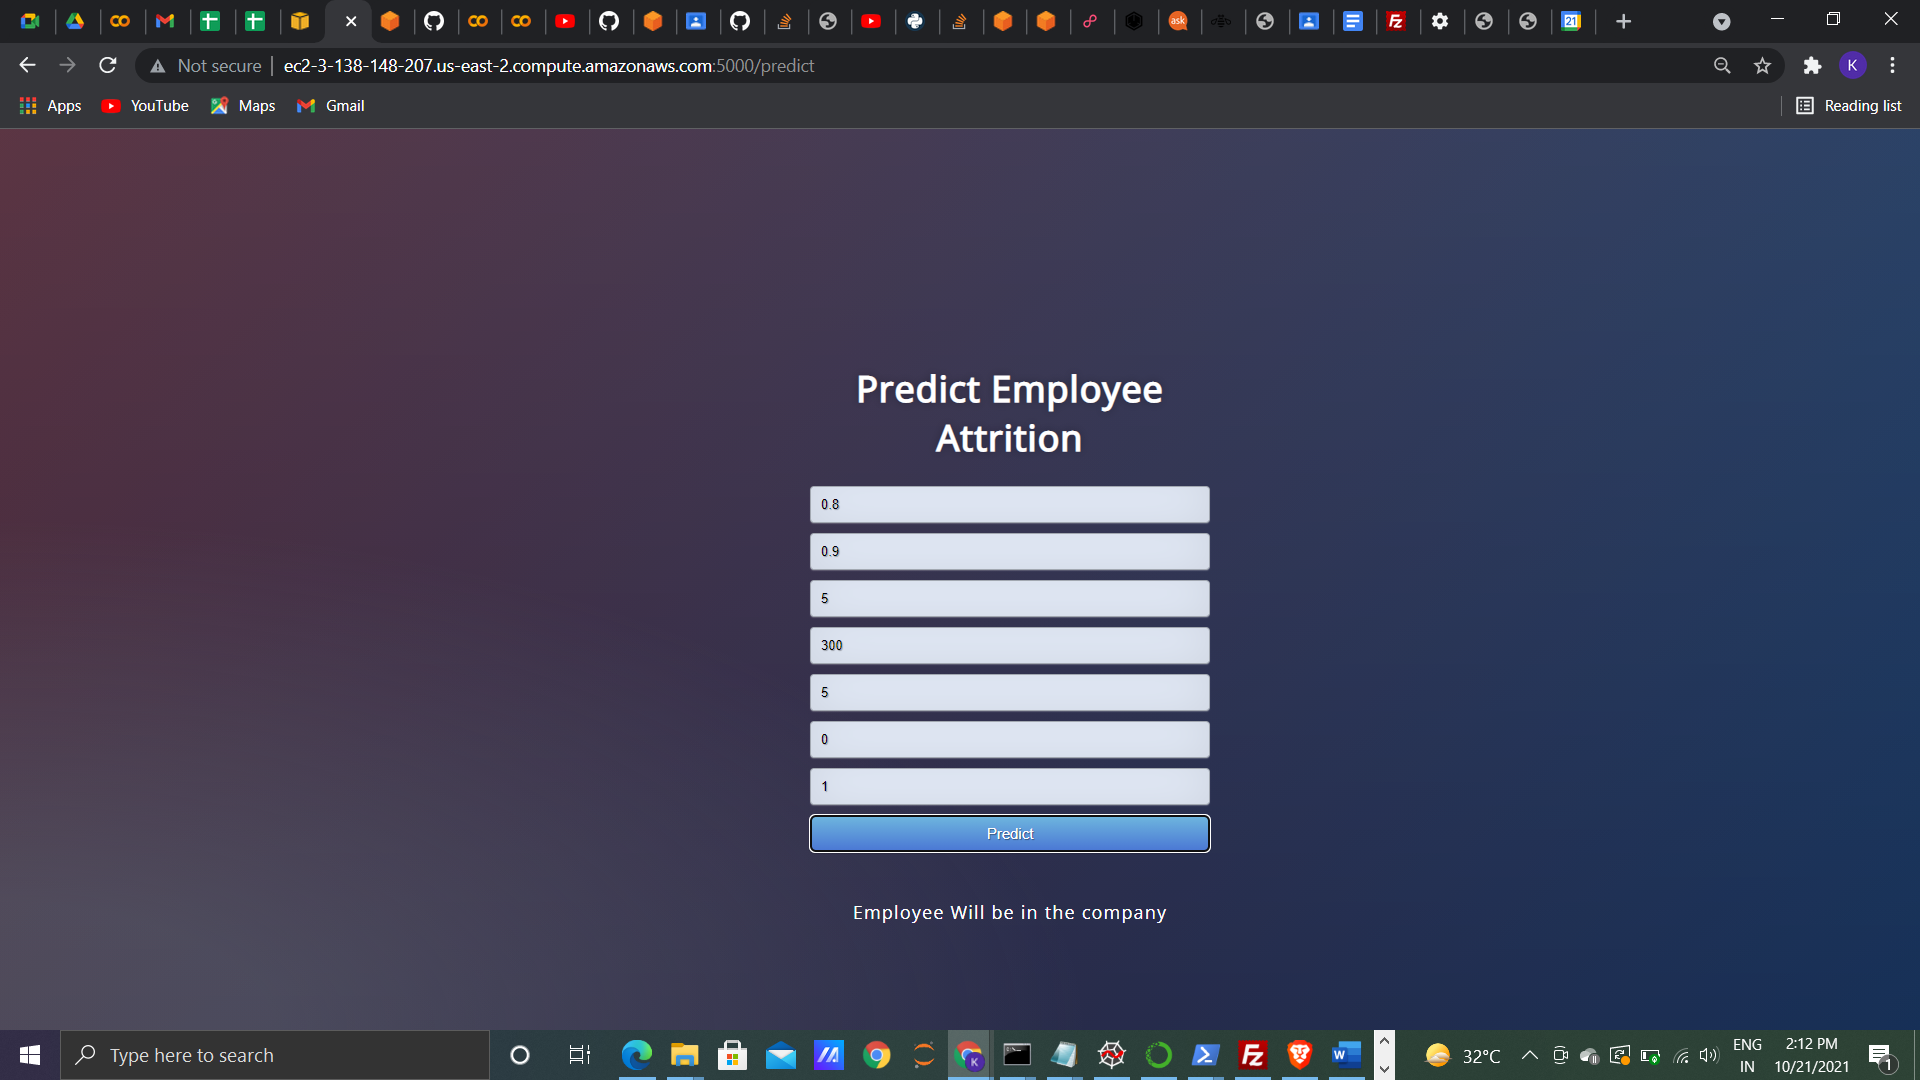 Not secure
ec2-3-138-148-207.us-east-2.compute.amazonaws.com:5000/predict
K
Apps
YouTube
Maps
Gmail
Reading list
Predict Employee
Attrition
0.8
0.9
5
300
5
0
1
Predict
Employee Will be in the company
Type here to search
32°C
ENG
IN
2:12 PM
10/21/2021
1